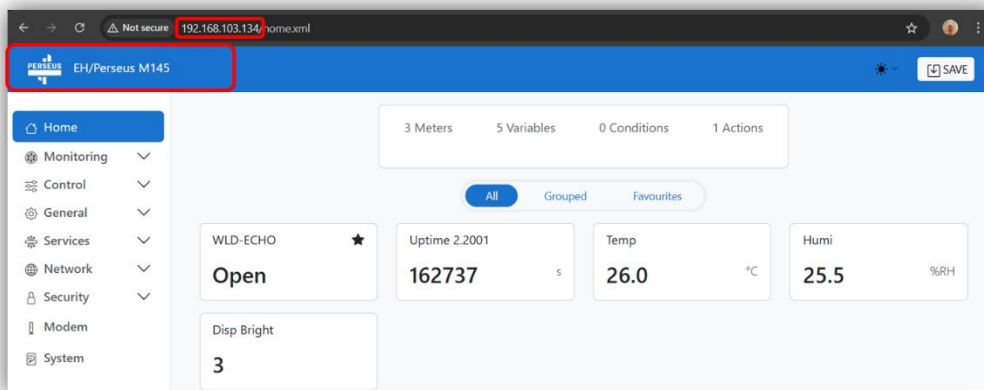 Not secure 192.168.103.134/home.xml
PERSEUS EH/Perseus M145 SAVE
Home
Monitoring
Control
General
Services
Network
Security
Modem
System
3 Meters 5 Variables 0 Conditions 1 Actions
All Grouped Favourites
WLD-ECHO
Open
Uptime 2.2001
162737 s
Temp
26.0 °C
Humi
25.5 %RH
Disp Bright
3